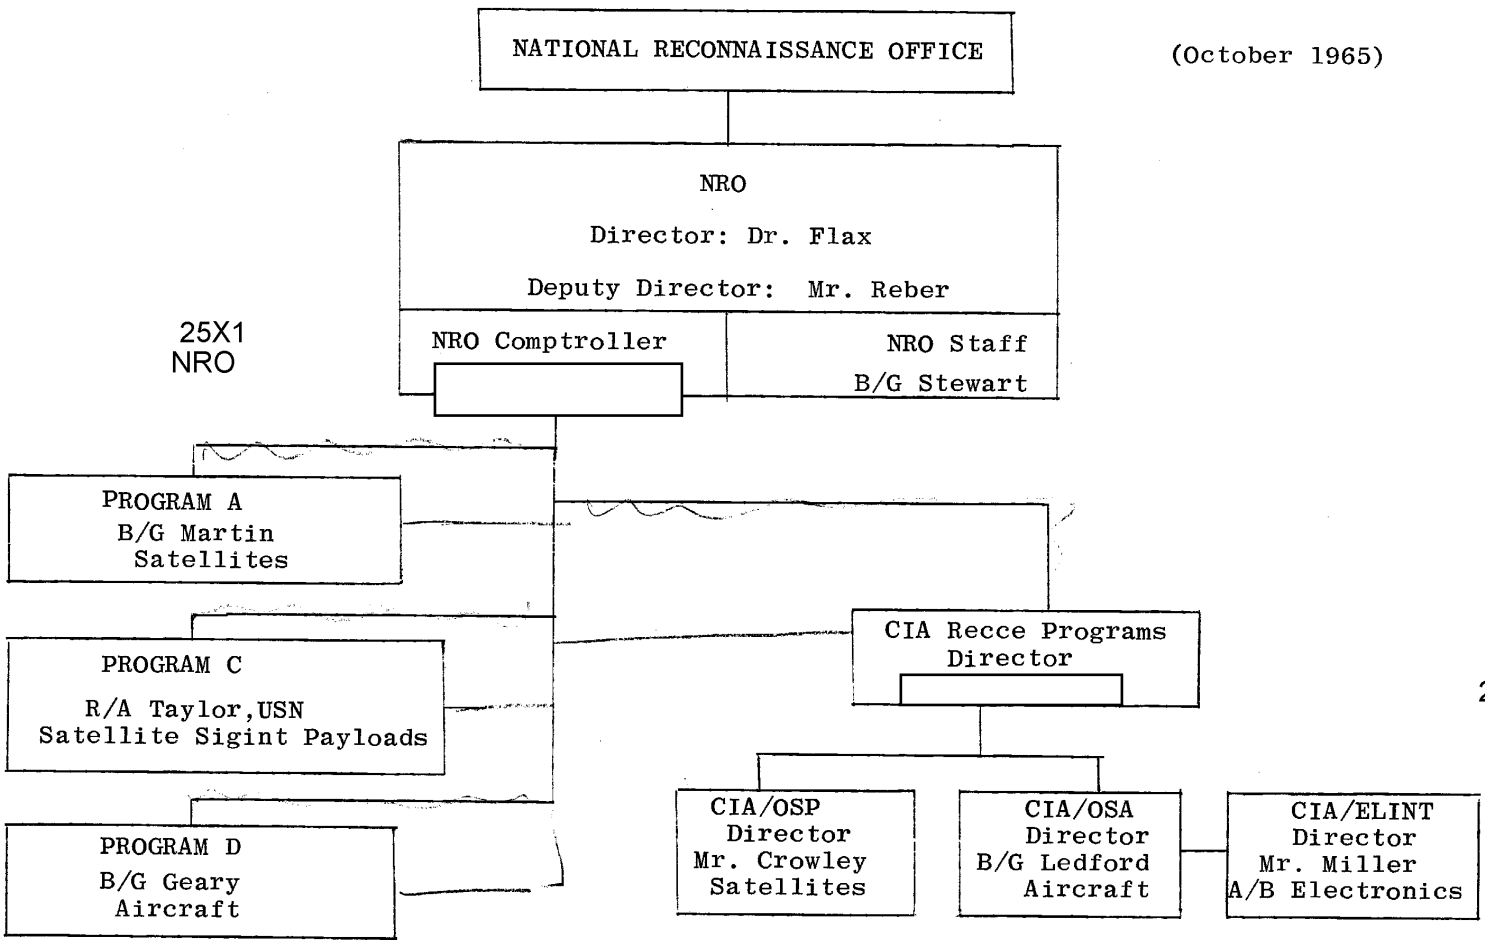 NATIONAL RECONNAISSANCE OFFICE
(October 1965)
NRO
Director: Dr. Flax
Deputy Director: Mr. Reber
25X1
NRO
NRO Comptroller
NRO Staff
B/G Stewart
PROGRAM A
B/G Martin
Satellites
PROGRAM C
R/A Taylor,USN
Satellite Sigint Payloads
PROGRAM D
B/G Geary
Aircraft
CIA Recce Programs
Director
2
CIA/OSP
Director
Mr. Crowley
Satellites
CIA/OSA
Director
B/G Ledford
Aircraft
CIA/ELINT
Director
Mr. Miller
A/B Electronics